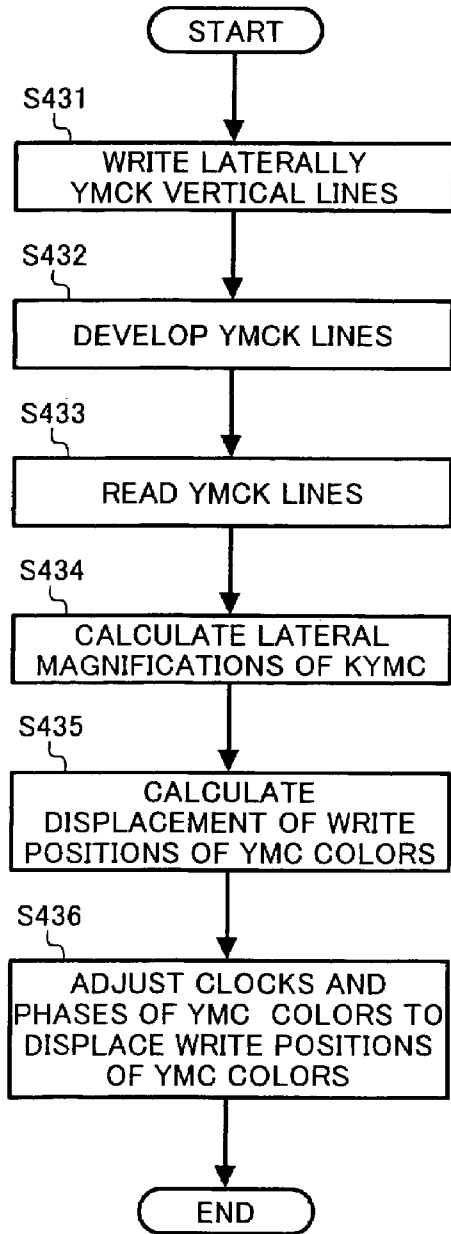 START
S431
WRITE LATERALLY
YMCK VERTICAL LINES
S432
DEVELOP YMCK LINES
S433
READ YMCK LINES
S434
CALCULATE LATERAL
MAGNIFICATIONS OF KYMC
S435
CALCULATE
DISPLACEMENT OF WRITE
POSITIONS OF YMC COLORS
S436
ADJUST CLOCKS AND
PHASES OF YMC COLORS TO
DISPLACE WRITE POSITIONS
OF YMC COLORS
END